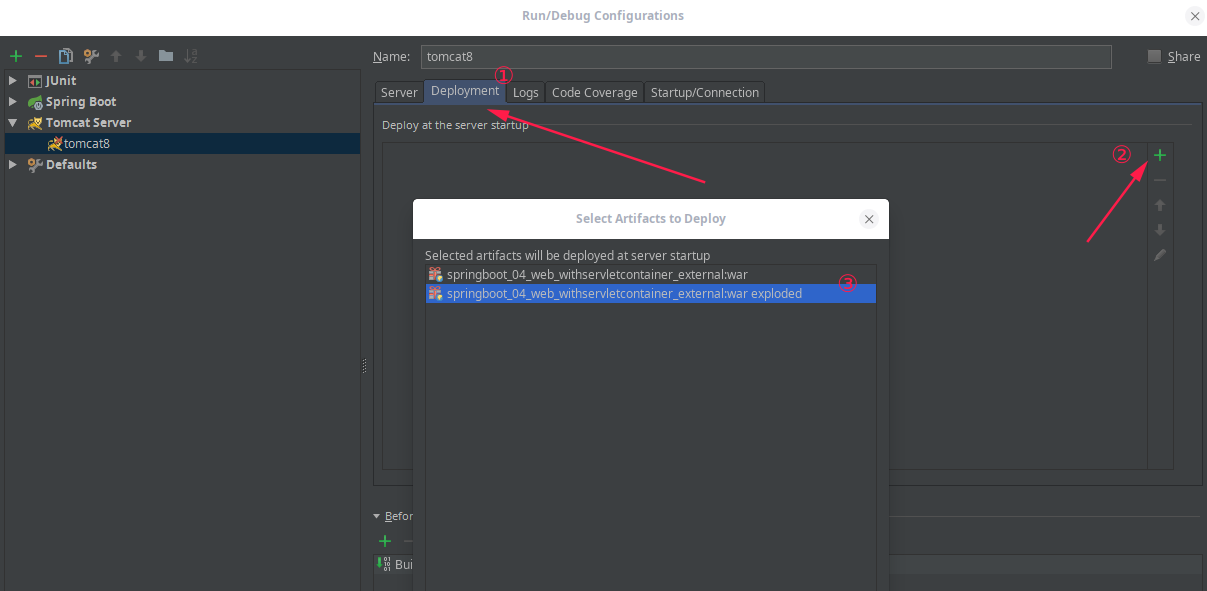 Run/Debug Configurations
Name: tomcat8 Share
JUnit
Spring Boot
Tomcat Server
tomcat8
Defaults
①
Server Deployment Logs Code Coverage Startup/Connection
Deploy at the server startup
②
Select Artifacts to Deploy
Selected artifacts will be deployed at server startup
springboot_04_web_withservletcontainer_external:war
springboot_04_web_withservletcontainer_external:war exploded
③
Befor
Bui